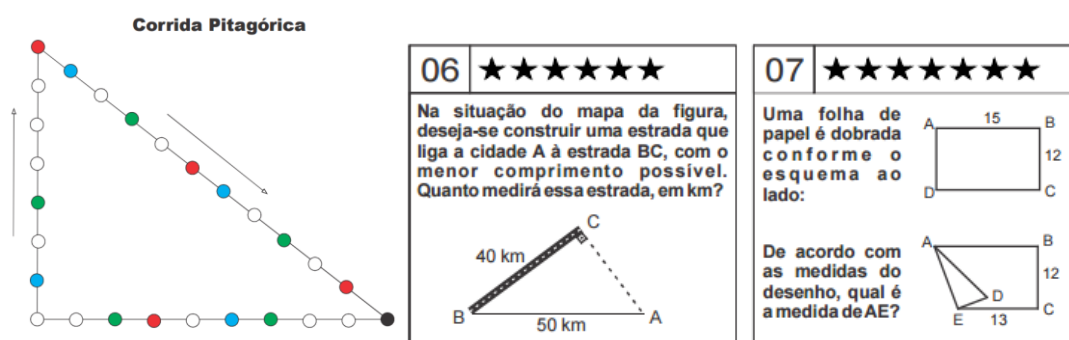 Corrida Pitagórica
06 ★★★★★★
Na situação do mapa da figura,
deseja-se construir uma estrada que
liga a cidade A à estrada BC, com o
menor comprimento possível.
Quanto medirá essa estrada, em km?
C
40 km
B
50 km
A
07 ★★★★★★★
Uma folha de
papel é dobrada
conforme o
esquema ao
lado:
A
15
B
12
D
C
De acordo com
as medidas do
desenho, qual é
a medida de AE?
A
B
12
D
E
13
C